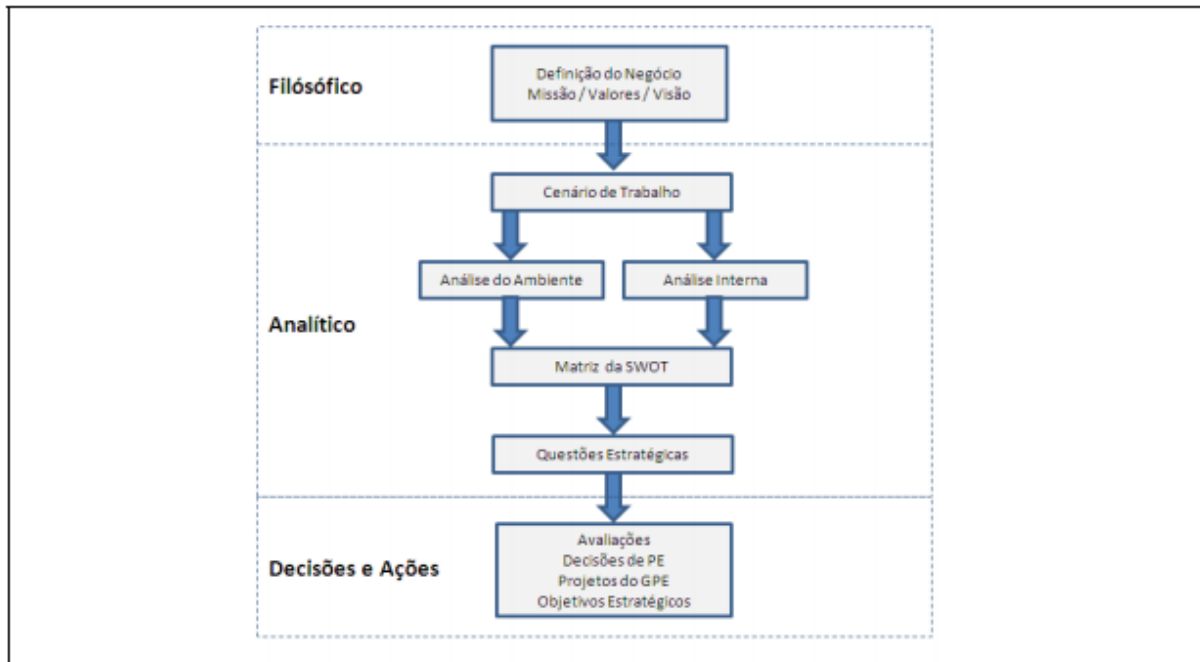 Filósófico
Definição do Negócio
Missão / Valores / Visão
Cenário de Trabalho
Análise do Ambiente
Análise Interna
Analítico
Matriz da SWOT
Questões Estratégicas
Decisões e Ações
Avaliações
Decisões de PE
Projetos do GPE
Objetivos Estratégicos